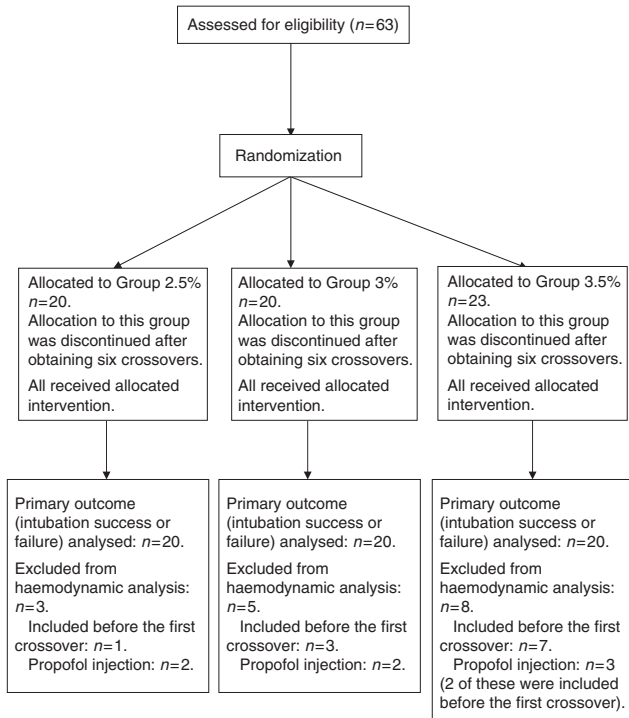 Assessed for eligibility (n=63)
Randomization
Allocated to Group 2.5%
n=20.
Allocation to this group
was discontinued after
obtaining six crossovers.
All received allocated
intervention.
Allocated to Group 3%
n=20.
Allocation to this group
was discontinued after
obtaining six crossovers.
All received allocated
intervention.
Allocated to Group 3.5%
n=23.
Allocation to this group
was discontinued after
obtaining six crossovers.
All received allocated
intervention.
Primary outcome
(intubation success or
failure) analysed: n=20.
Excluded from
haemodynamic analysis:
n=3.
Included before the first
crossover: n=1.
Propofol injection: n=2.
Primary outcome
(intubation success or
failure) analysed: n=20.
Excluded from
haemodynamic analysis:
n=5.
Included before the first
crossover: n=3.
Propofol injection: n=2.
Primary outcome
(intubation success or
failure) analysed: n=20.
Excluded from
haemodynamic analysis:
n=8.
Included before the first
crossover: n=7.
Propofol injection: n=3
(2 of these were included
before the first crossover).